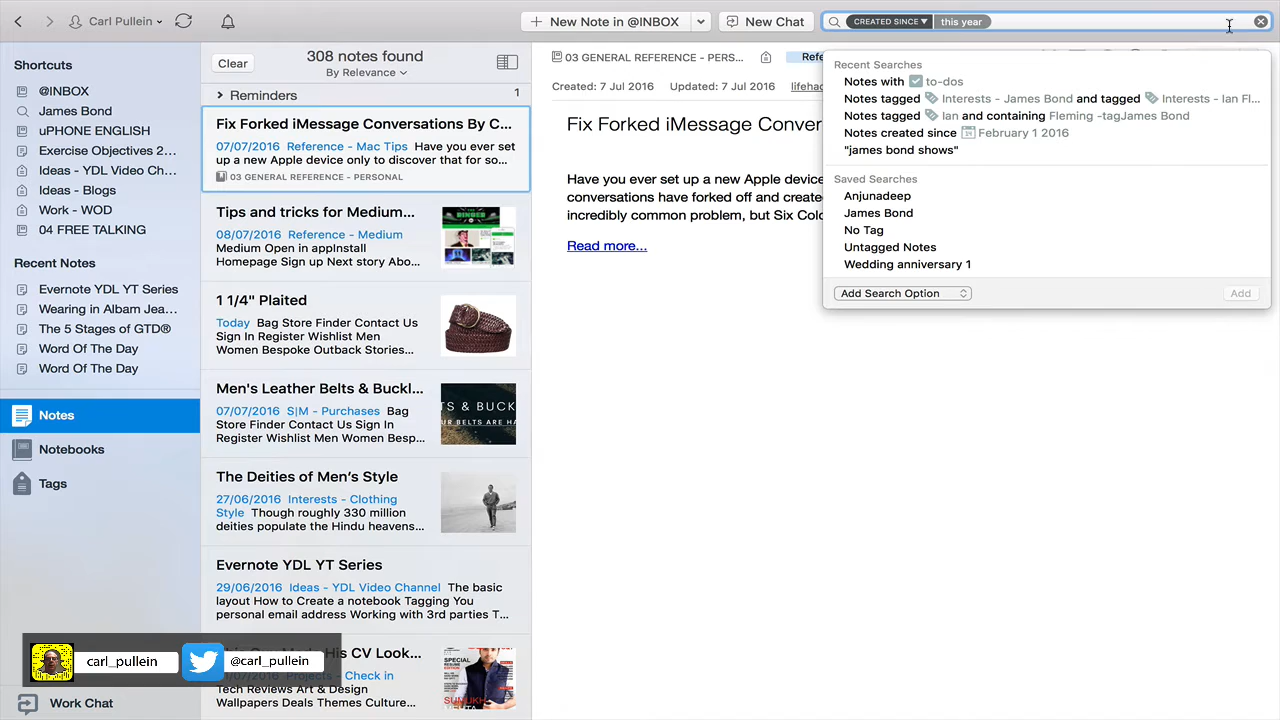 Carl Pullein
New Note in @INBOX
New Chat
CREATED SINCE this year
Shortcuts
@INBOX
James Bond
uPHONE ENGLISH
Exercise Objectives 2...
Ideas - YDL Video Ch...
Ideas - Blogs
Work - WOD
04 FREE TALKING
Recent Notes
Evernote YDL YT Series
Wearing in Albam Jea...
The 5 Stages of GTD®
Word Of The Day
Word Of The Day
Notes
Notebooks
Tags
Work Chat
Clear
308 notes found
By Relevance
Reminders 1
Fix Forked iMessage Conversations By C...
07/07/2016 Reference - Mac Tips Have you ever set
up a new Apple device only to discover that for so...
03 GENERAL REFERENCE - PERSONAL
Tips and tricks for Medium...
08/07/2016 Reference - Medium
Medium Open in appInstall
Homepage Sign up Next story Abo...
1 1/4" Plaited
Today Bag Store Finder Contact Us
Sign In Register Wishlist Men
Women Bespoke Outback Stories...
Men's Leather Belts & Buckl...
07/07/2016 S|M - Purchases Bag
Store Finder Contact Us Sign In
Register Wishlist Men Women Besp...
TS & BUCK
The Deities of Men's Style
27/06/2016 Interests - Clothing
Style Though roughly 330 million
deities populate the Hindu heavens...
Evernote YDL YT Series
29/06/2016 Ideas - YDL Video Channel The basic
layout How to Create a notebook Tagging You
personal email address Working with 3rd parties T...
His CV Look...
Projects - Check in
Tech Reviews Art & Design
Wallpapers Deals Themes Culture...
carl_pullein
@carl_pullein
03 GENERAL REFERENCE - PERS...
Refe
Created: 7 Jul 2016 Updated: 7 Jul 2016 lifehac
Fix Forked iMessage Conver
Have you ever set up a new Apple device
conversations have forked off and create
incredibly common problem, but Six Colo
Read more...
Recent Searches
Notes with to-dos
Notes tagged Interests - James Bond and tagged Interests - Ian Fl...
Notes tagged Ian and containing Fleming -tagJames Bond
Notes created since February 1 2016
"james bond shows"
Saved Searches
Anjunadeep
James Bond
No Tag
Untagged Notes
Wedding anniversary 1
Add Search Option
Add